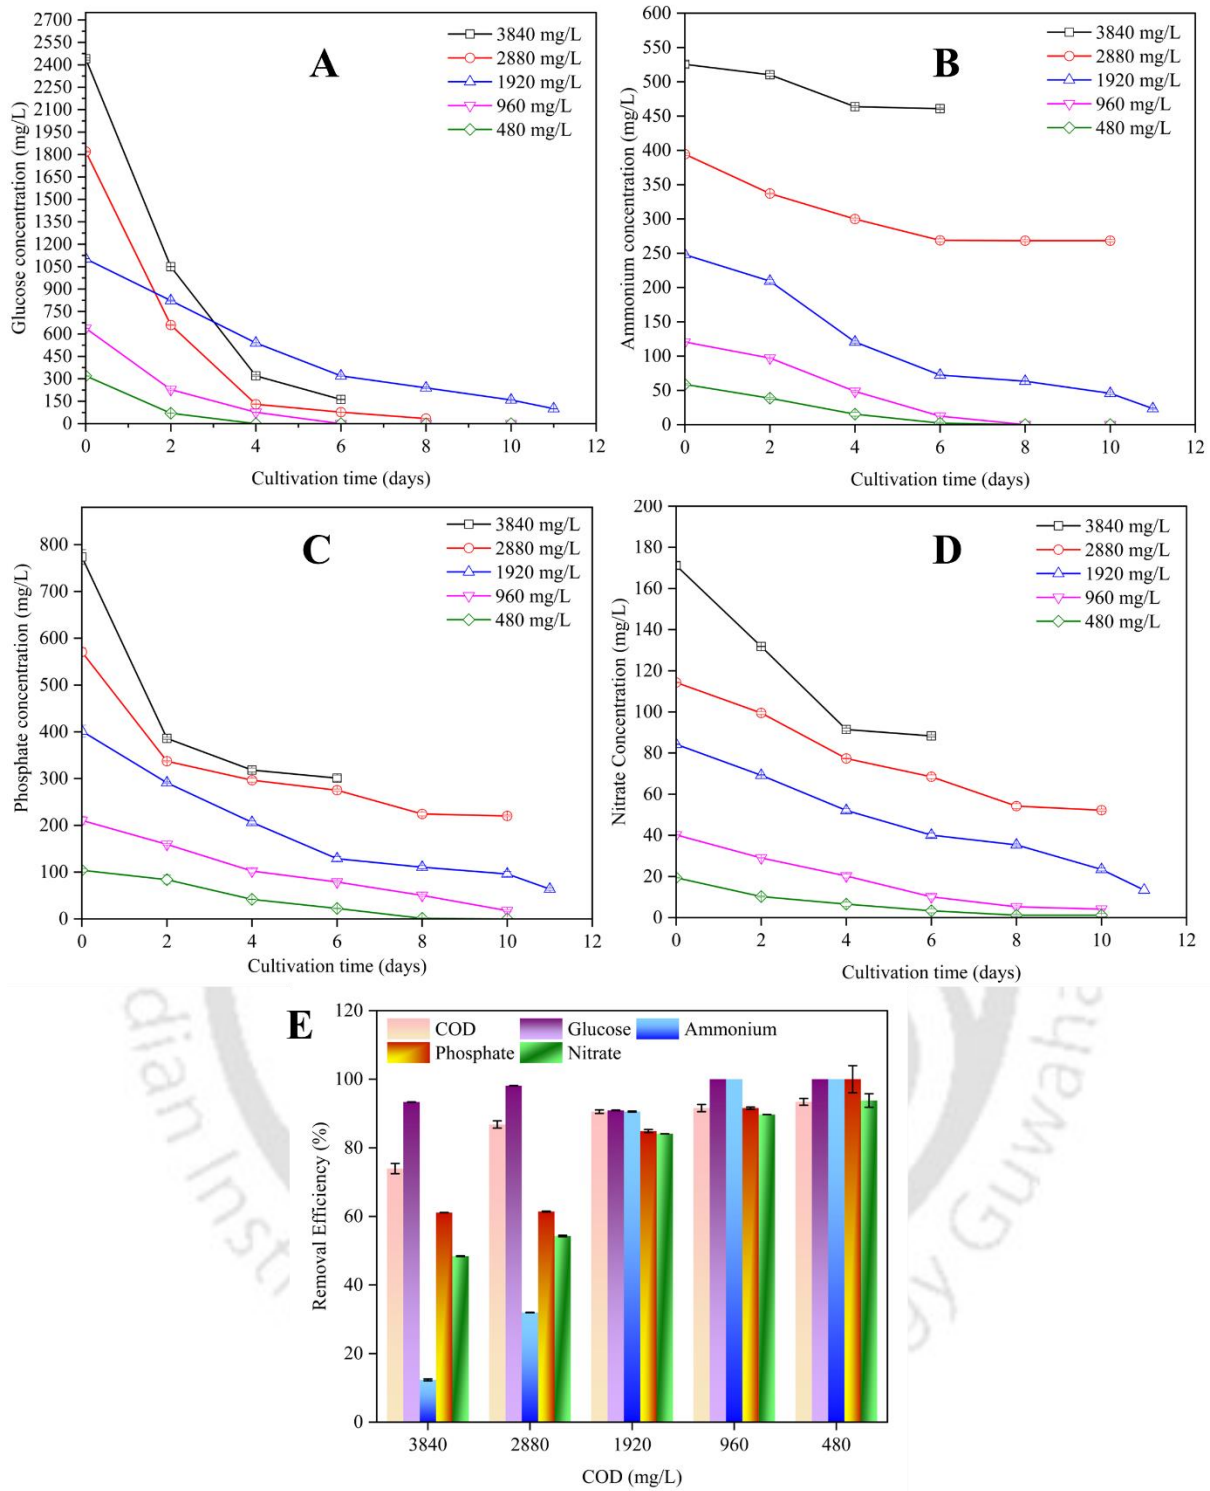 A
Glucose concentration (mg/L)
2700
2550
2400
2250
2100
1950
1800
1650
1500
1350
1200
1050
900
750
600
450
300
150
0
3840 mg/L
2880 mg/L
1920 mg/L
960 mg/L
480 mg/L
0 2 4 6 8 10 12
Cultivation time (days)
B
Ammonium concentration (mg/L)
600
550
500
450
400
350
300
250
200
150
100
50
0
3840 mg/L
2880 mg/L
1920 mg/L
960 mg/L
480 mg/L
0 2 4 6 8 10 12
Cultivation time (days)
C
Phosphate concentration (mg/L)
800
700
600
500
400
300
200
100
0
3840 mg/L
2880 mg/L
1920 mg/L
960 mg/L
480 mg/L
0 2 4 6 8 10 12
Cultivation time (days)
D
Nitrate Concentration (mg/L)
200
180
160
140
120
100
80
60
40
20
0
3840 mg/L
2880 mg/L
1920 mg/L
960 mg/L
480 mg/L
0 2 4 6 8 10 12
Cultivation time (days)
E
Removal Efficiency (%)
120
100
80
60
40
20
0
COD Glucose Ammonium
Phosphate Nitrate
3840 2880 1920 960 480
COD (mg/L)